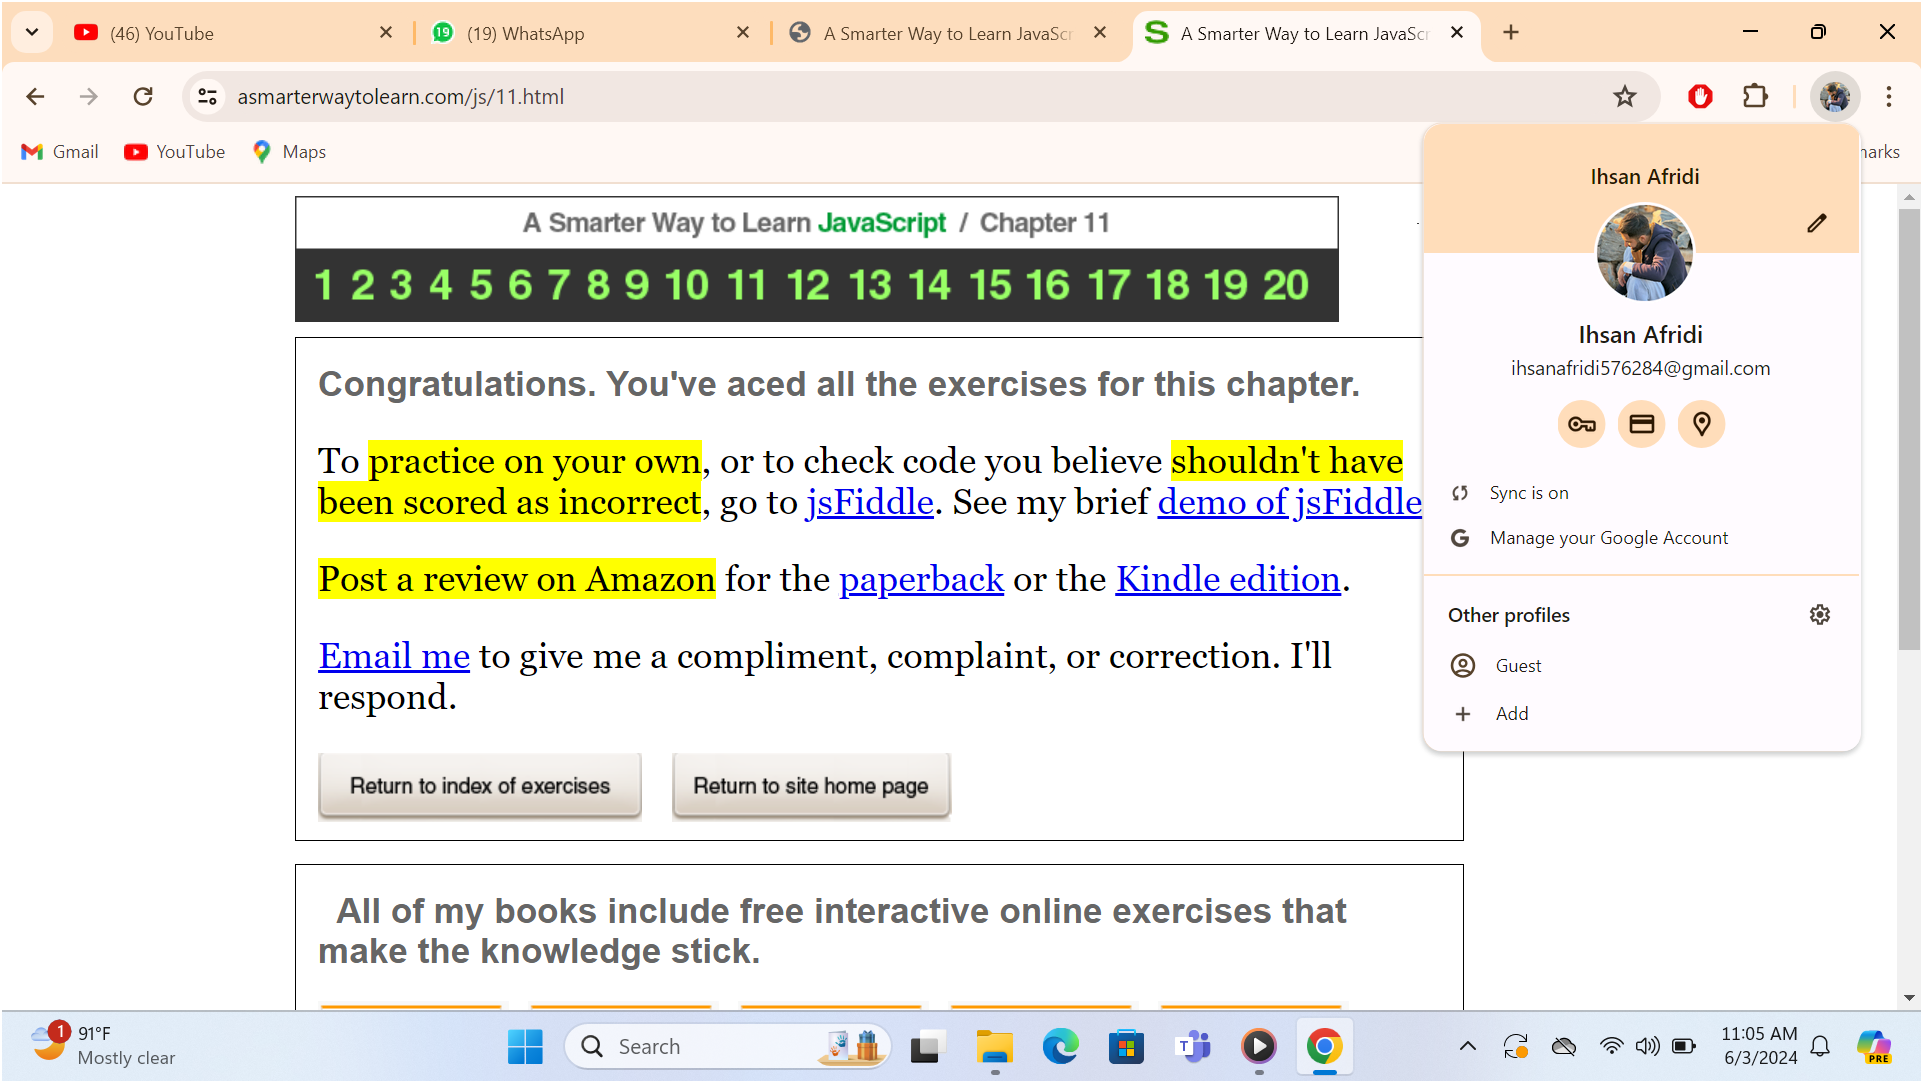 (46) YouTube
19
(19) WhatsApp
A Smarter Way to Learn JavaScr
S
A Smarter Way to Learn JavaScr
asmarterwaytolearn.com/js/11.html
Gmail
YouTube
Maps
marks
A Smarter Way to Learn JavaScript / Chapter 11
1 2 3 4 5 6 7 8 9 10 11 12 13 14 15 16 17 18 19 20
Congratulations. You've aced all the exercises for this chapter.
To practice on your own, or to check code you believe shouldn't have
been scored as incorrect, go to jsFiddle. See my brief demo of jsFiddle
Post a review on Amazon for the paperback or the Kindle edition.
Email me to give me a compliment, complaint, or correction. I'll
respond.
Return to index of exercises
Return to site home page
All of my books include free interactive online exercises that
make the knowledge stick.
Ihsan Afridi
Ihsan Afridi
ihsanafridi576284@gmail.com
Sync is on
G
Manage your Google Account
Other profiles
Guest
Add
1
91°F
Mostly clear
Search
T
11:05 AM
6/3/2024
PRE